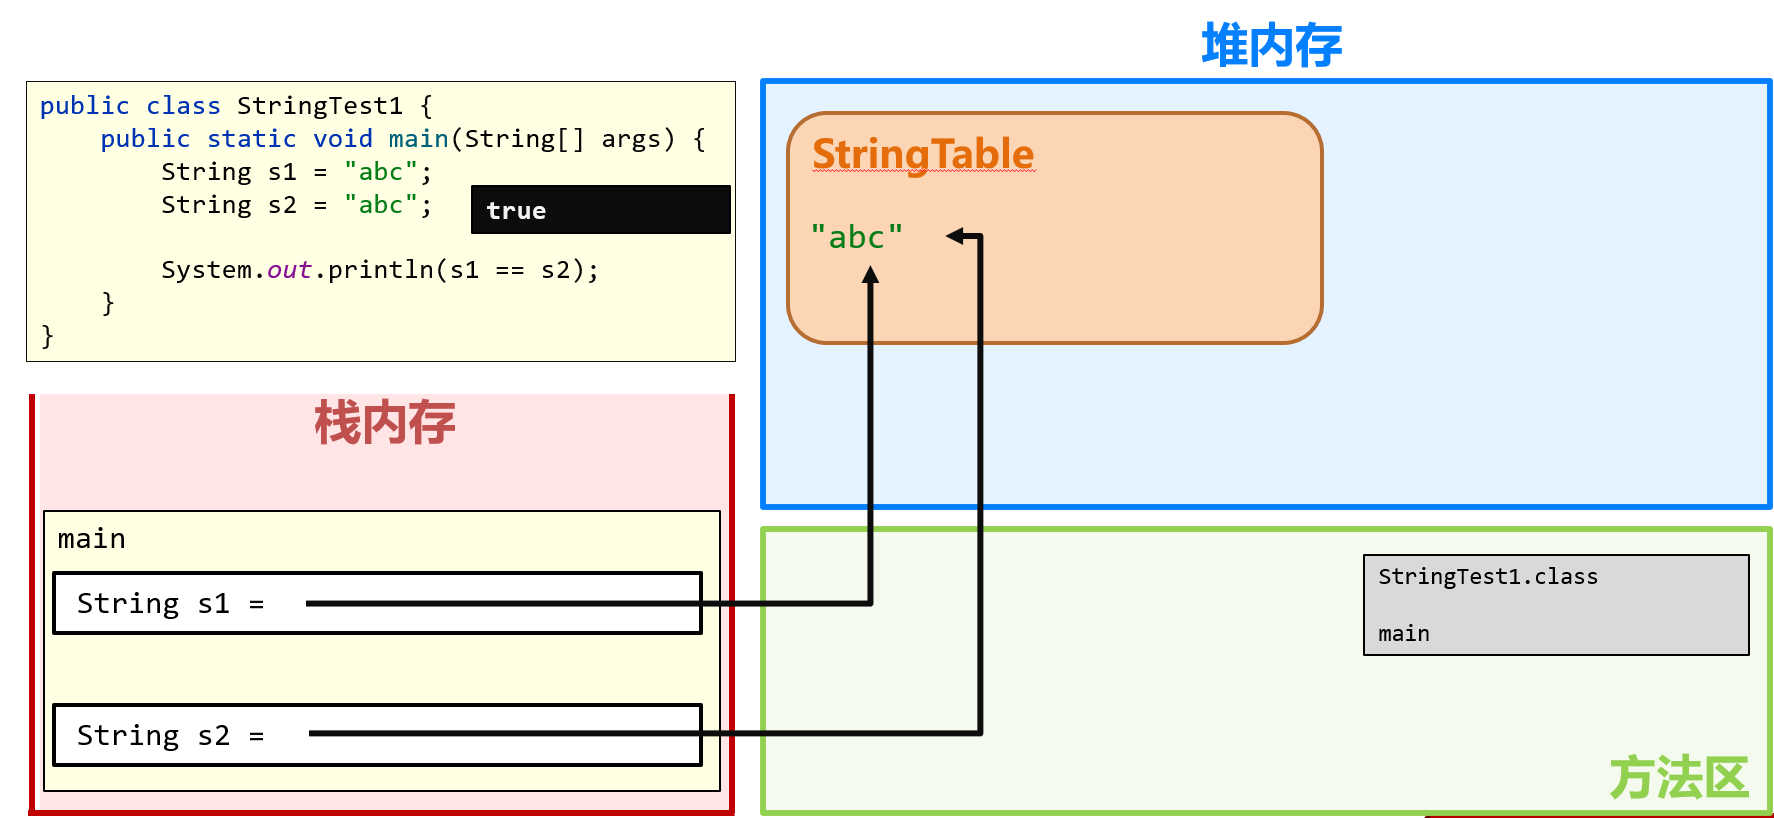 堆内存
public class StringTest1 {
    public static void main(String[] args) {
        String s1 = "abc";
        String s2 = "abc";
true
        System.out.println(s1 == s2);
    }
}
StringTable
"abc"
栈内存
main
String s1 =
String s2 =
StringTest1.class
main
方法区